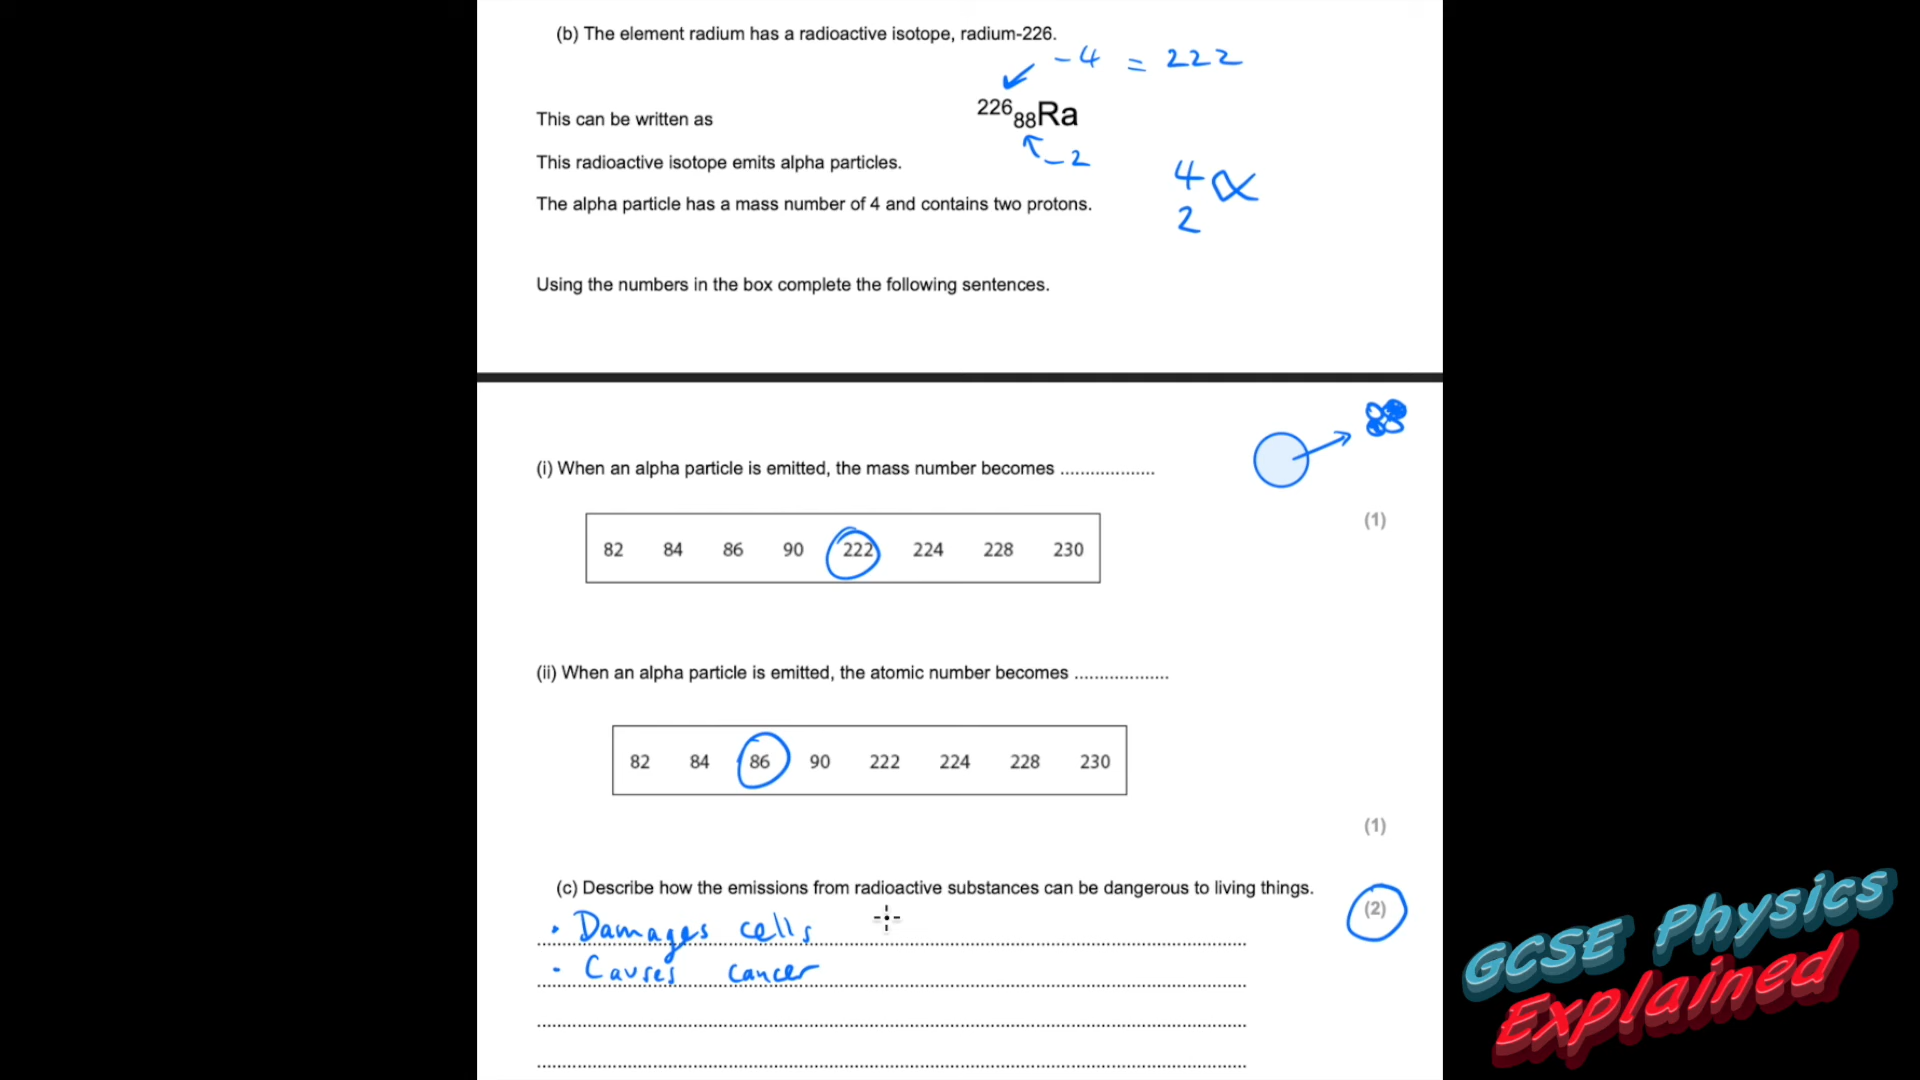 (b) The element radium has a radioactive isotope, radium-226.
- 4 = 222
This can be written as 226 88Ra
- 2
This radioactive isotope emits alpha particles.
4 α
2
The alpha particle has a mass number of 4 and contains two protons.
Using the numbers in the box complete the following sentences.
(i) When an alpha particle is emitted, the mass number becomes ...................
(1)
82 84 86 90 222 224 228 230
(ii) When an alpha particle is emitted, the atomic number becomes ...................
82 84 86 90 222 224 228 230
(1)
(c) Describe how the emissions from radioactive substances can be dangerous to living things.
(2)
• Damages cells
• Causes cancer
GCSE Physics
Explained